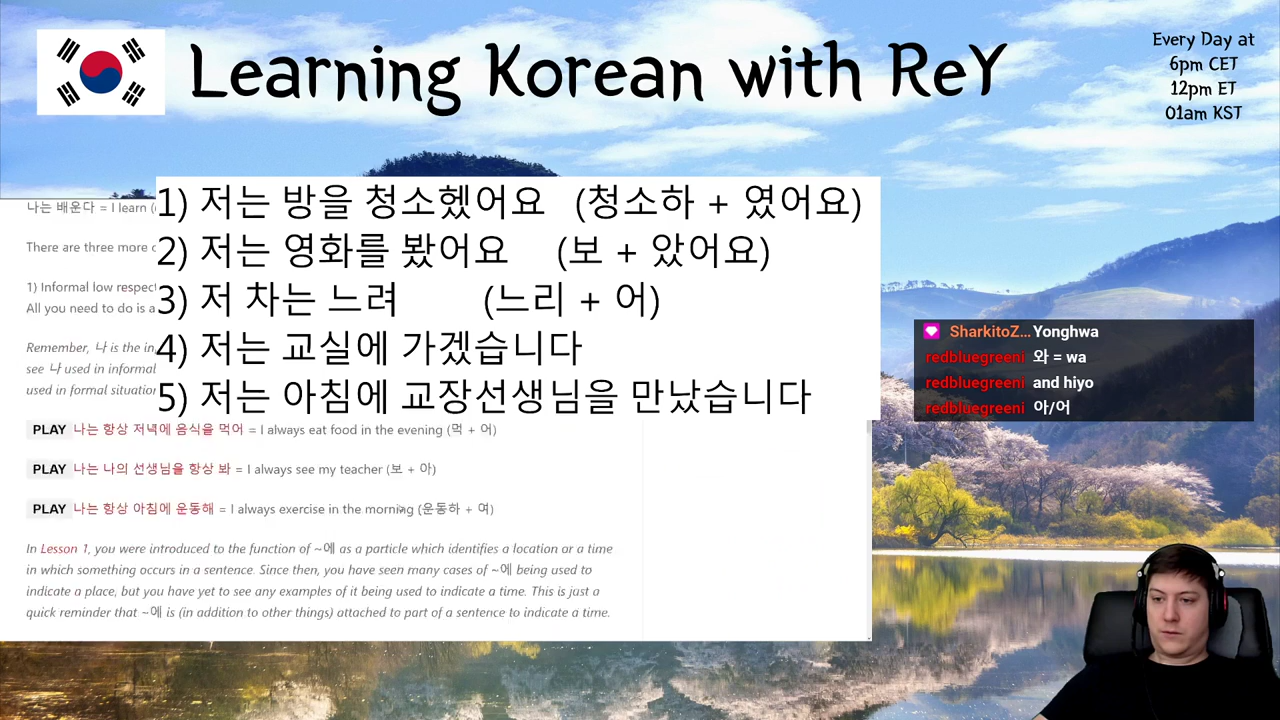 Learning Korean with ReY
Every Day at
6pm CET
12pm ET
01am KST
나는 배운다 = I learn
There are three more
1) Informal low respect
All you need to do is a
Remember, 나 is the in
see 나 used in informal
used in formal situation
1) 저는 방을 청소헸어요 (청소하 + 였어요)
2) 저는 영화를 봤어요 (보 + 았어요)
3) 저 차는 느려 (느리 + 어)
4) 저는 교실에 가겠습니다
5) 저는 아침에 교장선생님을 만났습니다
PLAY 나는 항상 저녁에 음식을 먹어 = I always eat food in the evening (먹 + 어)
PLAY 나는 나의 선생님을 항상 봐 = I always see my teacher (보 + 아)
PLAY 나는 항상 아침에 운동해 = I always exercise in the morning (운동하 + 여)
In Lesson 1, you were introduced to the function of ~에 as a particle which identifies a location or a time
in which something occurs in a sentence. Since then, you have seen many cases of ~에 being used to
indicate a place, but you have yet to see any examples of it being used to indicate a time. This is just a
quick reminder that ~에 is (in addition to other things) attached to part of a sentence to indicate a time.
SharkitoZ... Yonghwa
redbluegreeni 와 = wa
redbluegreeni and hiyo
redbluegreeni 아/어